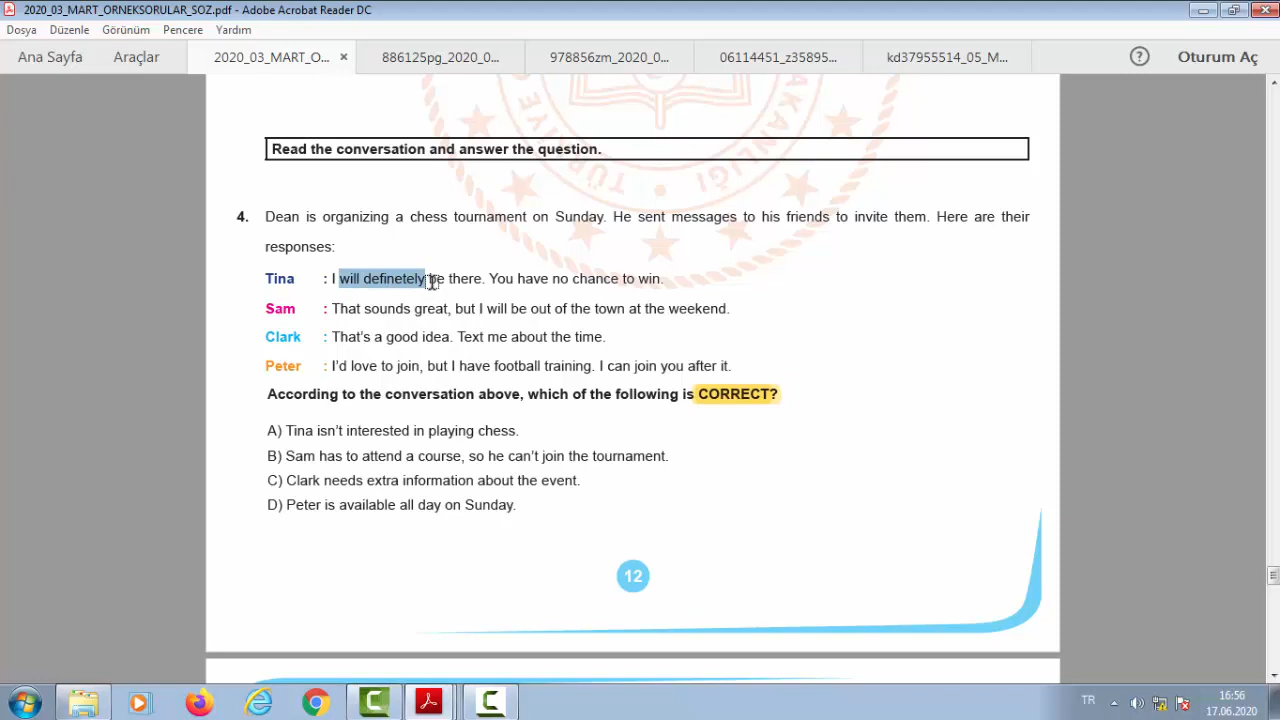 2020_03_MART_ORNEKSORULAR_SOZ.pdf - Adobe Acrobat Reader DC
Dosya Düzenle Görünüm Pencere Yardım
Ana Sayfa Araçlar 2020_03_MART_O... × 886125pg_2020_0... 978856zm_2020_0... 06114451_z35895... kd37955514_05_M... ? Oturum Aç
TÜRKİYE BAKANLIĞI
Read the conversation and answer the question.
4. Dean is organizing a chess tournament on Sunday. He sent messages to his friends to invite them. Here are their
responses:
Tina : I will definetely be there. You have no chance to win.
Sam : That sounds great, but I will be out of the town at the weekend.
Clark : That's a good idea. Text me about the time.
Peter : I'd love to join, but I have football training. I can join you after it.
According to the conversation above, which of the following is CORRECT?
A) Tina isn't interested in playing chess.
B) Sam has to attend a course, so he can't join the tournament.
C) Clark needs extra information about the event.
D) Peter is available all day on Sunday.
12
TR 16:56
17.06.2020